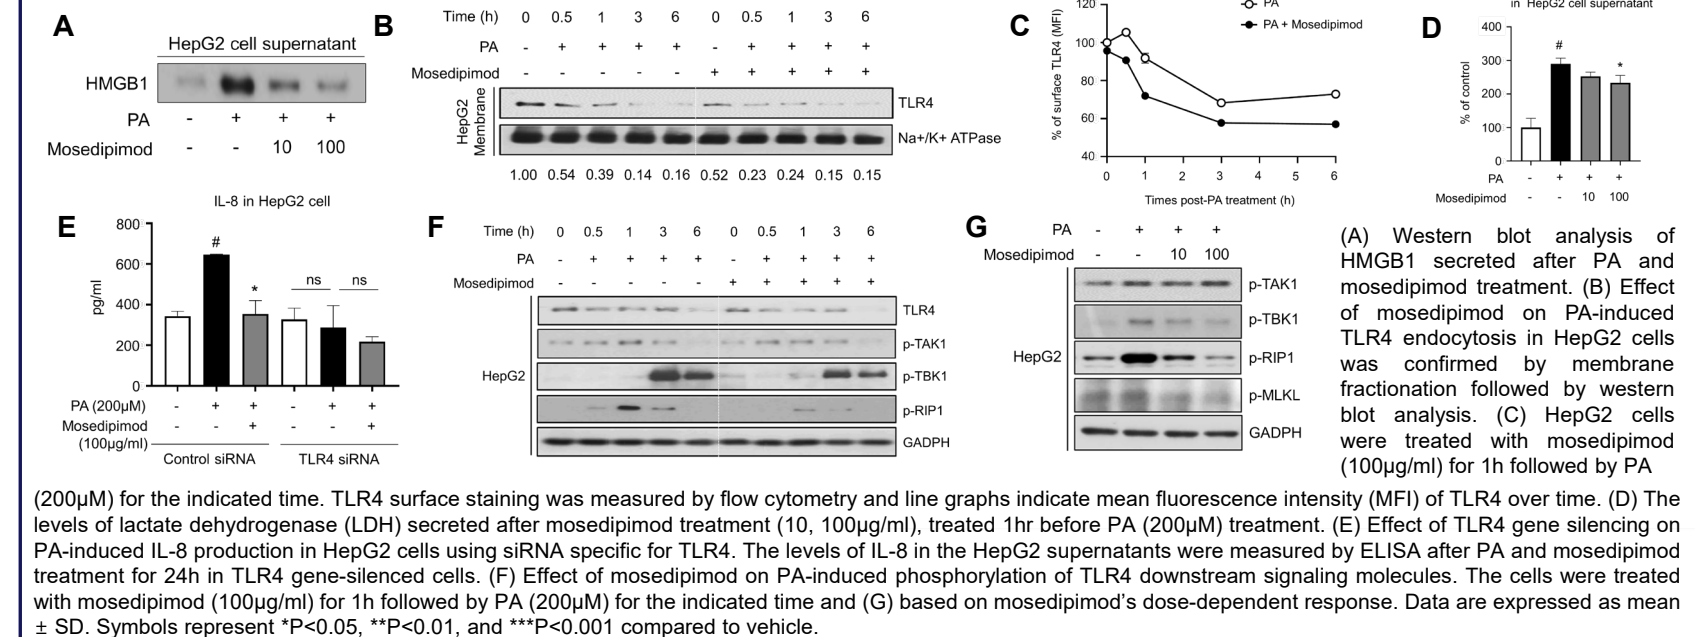 A
HepG2 cell supernatant
HMGB1
PA - + + +
Mosedipimod - - 10 100
B
Time (h) 0 0.5 1 3 6 0 0.5 1 3 6
PA - + + + + - + + + +
Mosedipimod - - - - - + + + + +
HepG2 Membrane
TLR4
Na+/K+ ATPase
1.00 0.54 0.39 0.14 0.16 0.52 0.23 0.24 0.15 0.15
C
% of surface TLR4 (MFI)
PA
PA + Mosedipimod
120
100
80
60
40
0 1 2 3 4 5 6
Times post-PA treatment (h)
D
in HepG2 cell supernatant
% of control
400
300
200
100
0
#
*
PA - + + +
Mosedipimod - - 10 100
E
IL-8 in HepG2 cell
pg/ml
800
600
400
200
0
#
*
ns ns
PA (200µM) - + + - + +
Mosedipimod - - + - - +
(100µg/ml)
Control siRNA TLR4 siRNA
F
Time (h) 0 0.5 1 3 6 0 0.5 1 3 6
PA - + + + + - + + + +
Mosedipimod - - - - - + + + + +
HepG2
TLR4
p-TAK1
p-TBK1
p-RIP1
GADPH
G
PA - + + +
Mosedipimod - - 10 100
HepG2
p-TAK1
p-TBK1
p-RIP1
p-MLKL
GADPH
(A) Western blot analysis of
HMGB1 secreted after PA and
mosedipimod treatment. (B) Effect
of mosedipimod on PA-induced
TLR4 endocytosis in HepG2 cells
was confirmed by membrane
fractionation followed by western
blot analysis. (C) HepG2 cells
were treated with mosedipimod
(100µg/ml) for 1h followed by PA
(200µM) for the indicated time. TLR4 surface staining was measured by flow cytometry and line graphs indicate mean fluorescence intensity (MFI) of TLR4 over time. (D) The
levels of lactate dehydrogenase (LDH) secreted after mosedipimod treatment (10, 100µg/ml), treated 1hr before PA (200µM) treatment. (E) Effect of TLR4 gene silencing on
PA-induced IL-8 production in HepG2 cells using siRNA specific for TLR4. The levels of IL-8 in the HepG2 supernatants were measured by ELISA after PA and mosedipimod
treatment for 24h in TLR4 gene-silenced cells. (F) Effect of mosedipimod on PA-induced phosphorylation of TLR4 downstream signaling molecules. The cells were treated
with mosedipimod (100µg/ml) for 1h followed by PA (200µM) for the indicated time and (G) based on mosedipimod's dose-dependent response. Data are expressed as mean
± SD. Symbols represent *P<0.05, **P<0.01, and ***P<0.001 compared to vehicle.